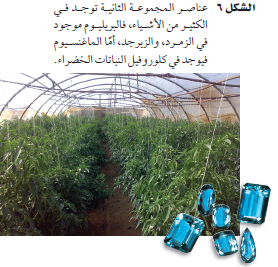 الشكل ٦ عناصر المجموعة الثانية توجد في
الكثير من الأشياء، فالبريليوم موجود
في الزمرد، والزبرجد، أمّا الماغنسيوم
فيوجد في كلوروفيل النباتات الخضراء.